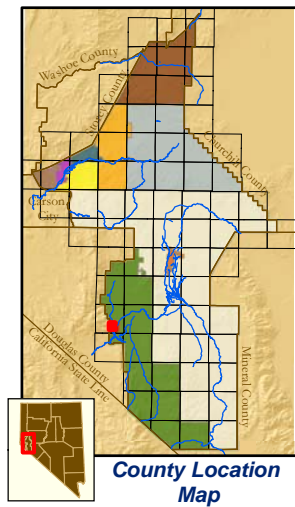 Washoe County
Storey County
Churchill County
Carson
City
Douglas County
California State Line
Mineral County
County Location
Map